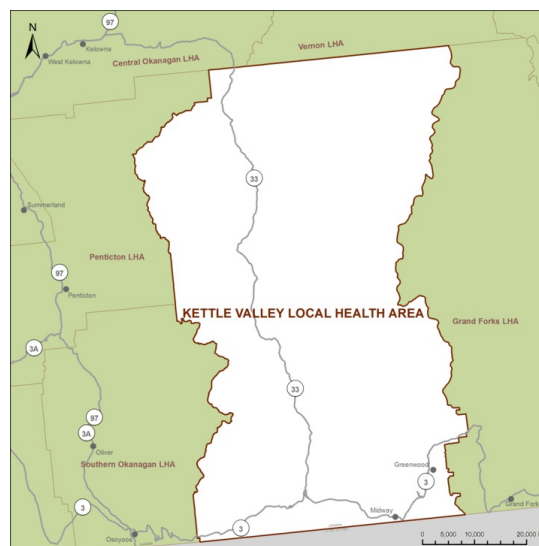 N
97
Kelowna
West Kelowna
Central Okanagan LHA
Vernon LHA
33
Summerland
Penticton LHA
97
Penticton
KETTLE VALLEY LOCAL HEALTH AREA
Grand Forks LHA
3A
33
97
3A
Oliver
Southern Okanagan LHA
Greenwood
3
Grand Fork
3
Midway
3
Osoyoos
0 5,000 10,000 20,000